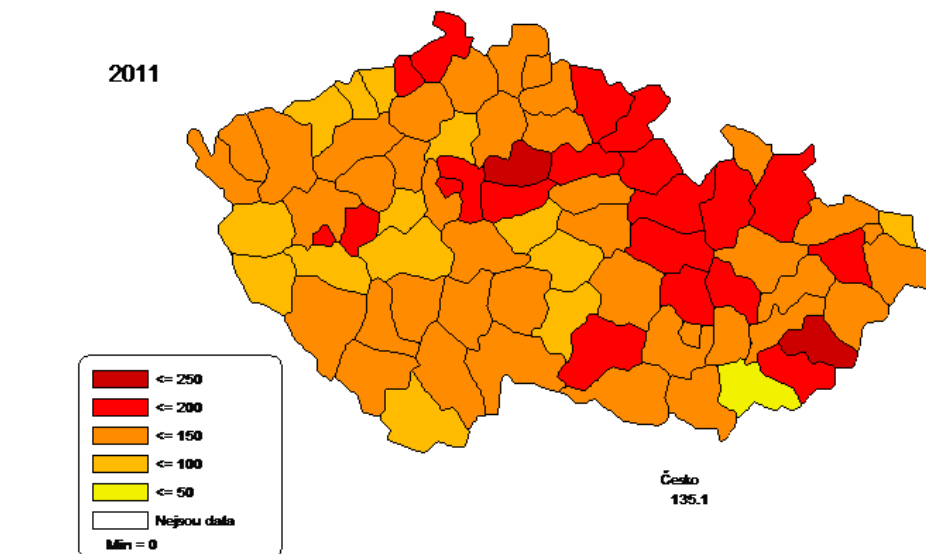 2011
<= 250
<= 200
<= 150
<= 100
<= 50
Nejsou data
Min = 0
Česko
135.1